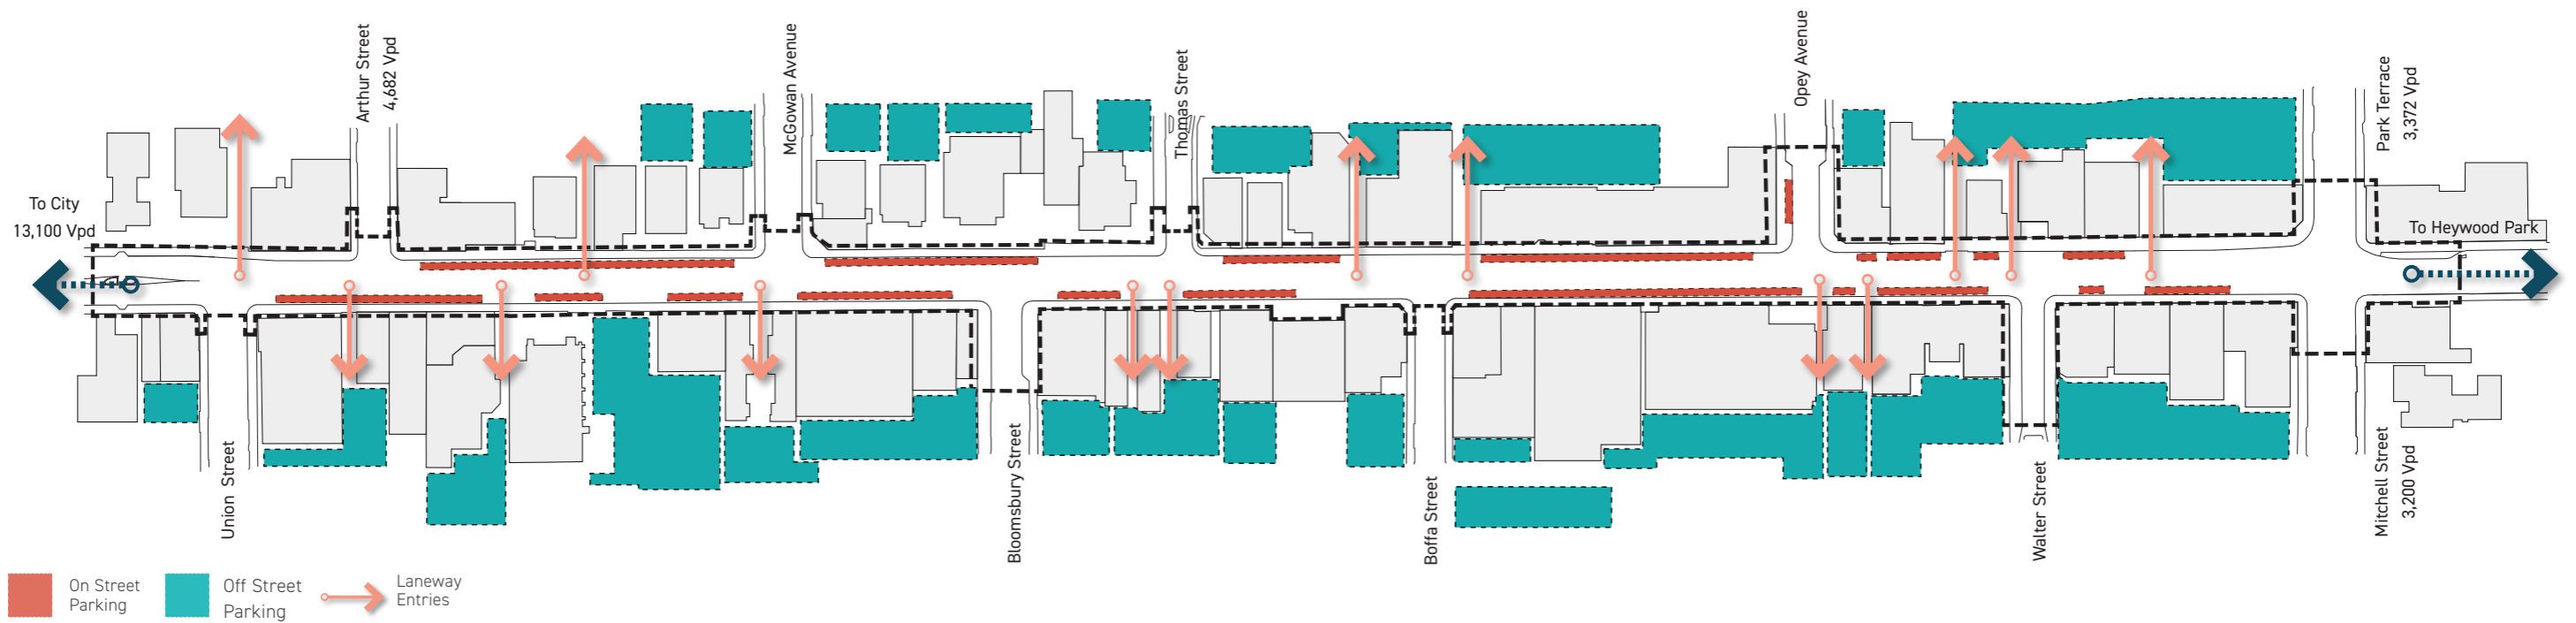 Arthur Street
4,682 Vpd
McGowan Avenue
Thomas Street
Opey Avenue
Park Terrace
3,372 Vpd
To City
13,100 Vpd
To Heywood Park
Union Street
Bloomsbury Street
Boffa Street
Walter Street
Mitchell Street
3,200 Vpd
On Street
Parking
Off Street
Parking
Laneway
Entries